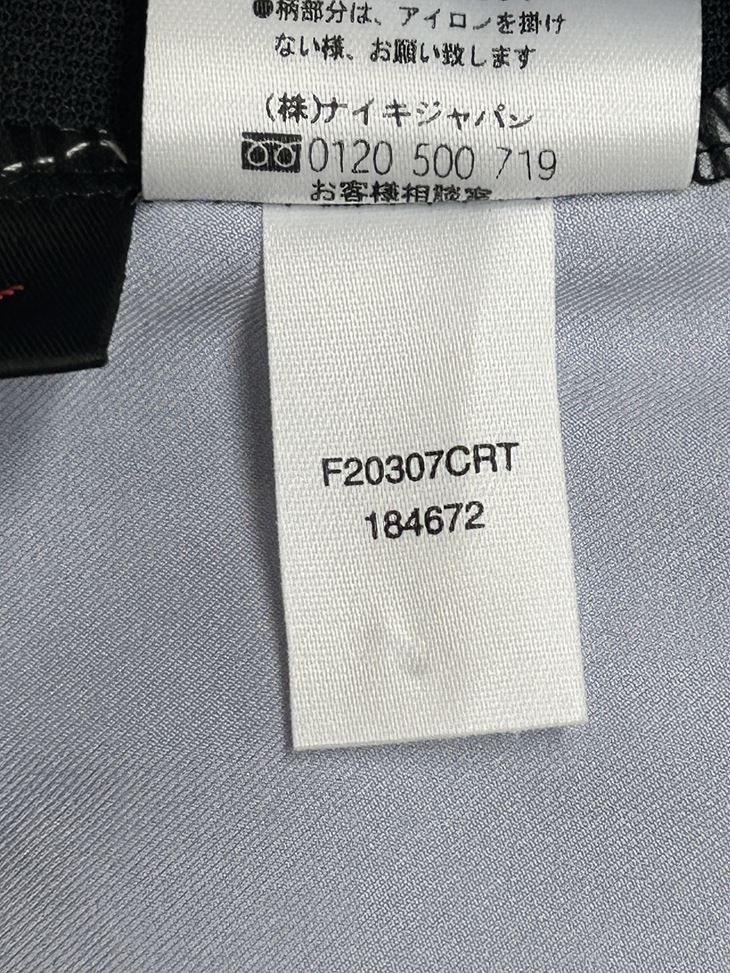 ●柄部分は、アイロンを掛け
ない様、お願い致します
(株)ナイキジャパン
0120 500 719
お客様相談室
F20307CRT
184672